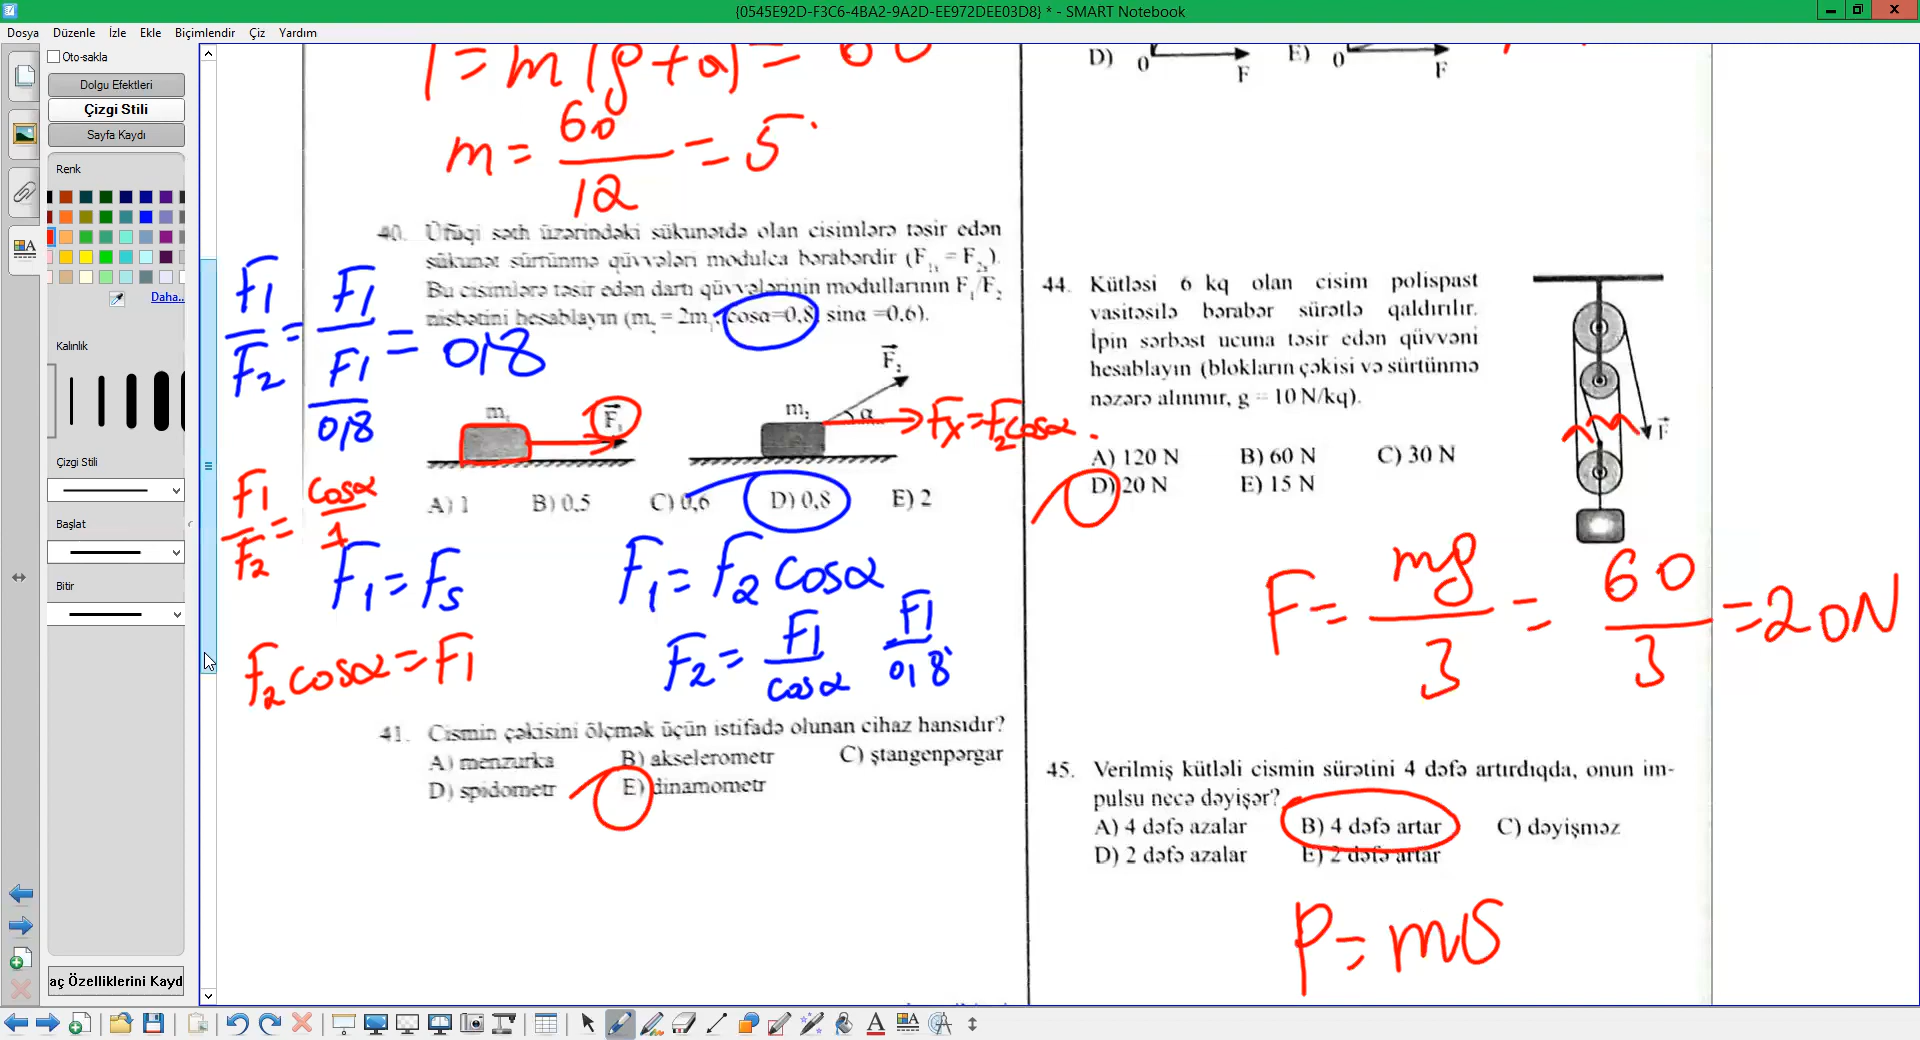 {0545E92D-F3C6-4BA2-9A2D-EE972DEE03D8} * - SMART Notebook
Dosya Düzenle İzle Ekle Biçimlendir Çiz Yardım
Oto-sakla
Dolgu Efektleri
Çizgi Stili
Sayfa Kaydı
Renk
Daha..
Kalınlık
Çizgi Stili
Başlat
Bitir
aç Özelliklerini Kayd
= m(g+a) = 60
m = 60/12 = 5
40. Üfüqi səth üzərindəki sükunətdə olan cisimlərə təsir edən
sükunət sürtünmə qüvvələri modulca bərabərdir (F₁ₛ = F₂ₛ).
Bu cisimlərə təsir edən dartı qüvvələrinin modullarının F₁/F₂
nisbətini hesablayın (m₂ = 2m₁, cosα=0,8, sinα =0,6).
F1/F2 = F1/(F1/0,8) = 0,8
m₁ F₁ m₂ F₂ α
Fx = F2cosα
A) 1 B) 0,5 C) 0,6 D) 0,8 E) 2
F1/F2 = cosα/1
F1 = Fs
F1 = F2 cosα
F2 cosα = F1
F2 = F1/cosα F1/0,8
41. Cismin çəkisini ölçmək üçün istifadə olunan cihaz hansıdır?
A) menzurka B) akselerometr C) ştangenpərgar
D) spidometr E) dinamometr
D) 0 F E) 0 F
44. Kütləsi 6 kq olan cisim polispast
vasitəsilə bərabər sürətlə qaldırılır.
İpin sərbəst ucuna təsir edən qüvvəni
hesablayın (blokların çəkisi və sürtünmə
nəzərə alınmır, g = 10 N/kq).
F
A) 120 N B) 60 N C) 30 N
D) 20 N E) 15 N
F = mg/3 = 60/3 = 20N
45. Verilmiş kütləli cismin sürətini 4 dəfə artırdıqda, onun im-
pulsu necə dəyişər?
A) 4 dəfə azalar B) 4 dəfə artar C) dəyişməz
D) 2 dəfə azalar E) 2 dəfə artar
P = mυ